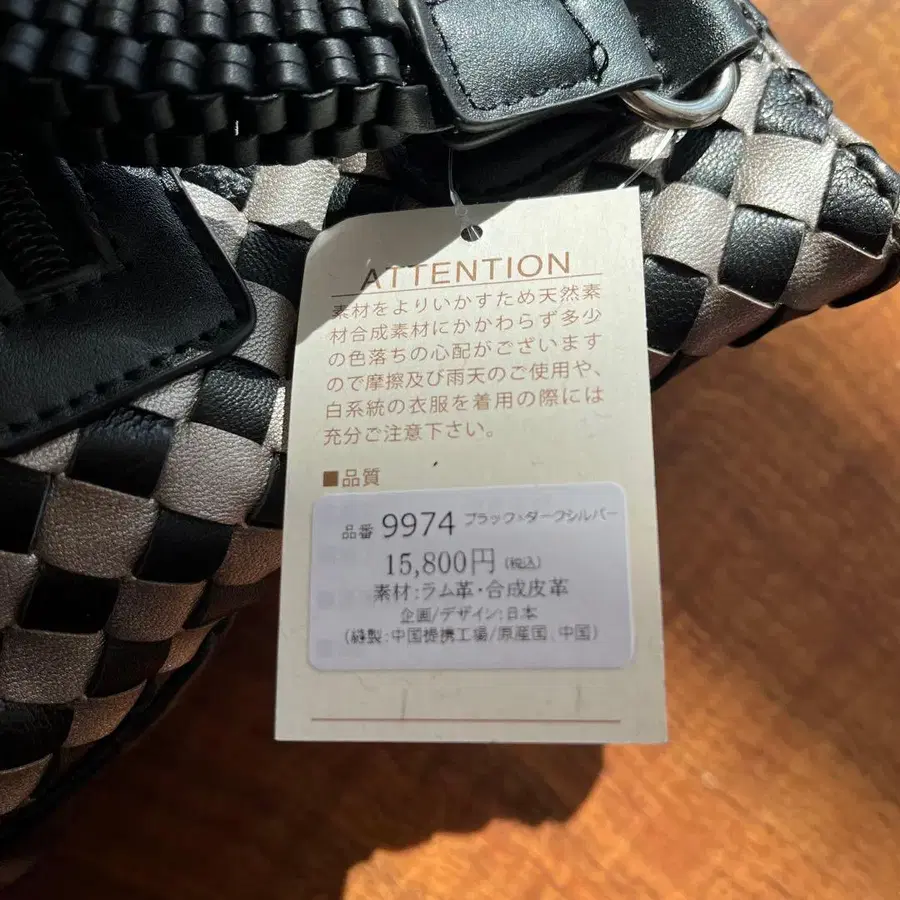 ATTENTION
素材をよりいかすため天然素
材合成素材にかかわらず多少
の色落ちの心配がございます
ので摩擦及び雨天のご使用や、
白系統の衣服を着用の際には
充分ご注意下さい。
■品質
品番 9974 ブラック×ダークシルバー
15,800円 (税込)
素材:ラム革・合成皮革
企画/デザイン:日本
(縫製:中国提携工場/原産国:中国)